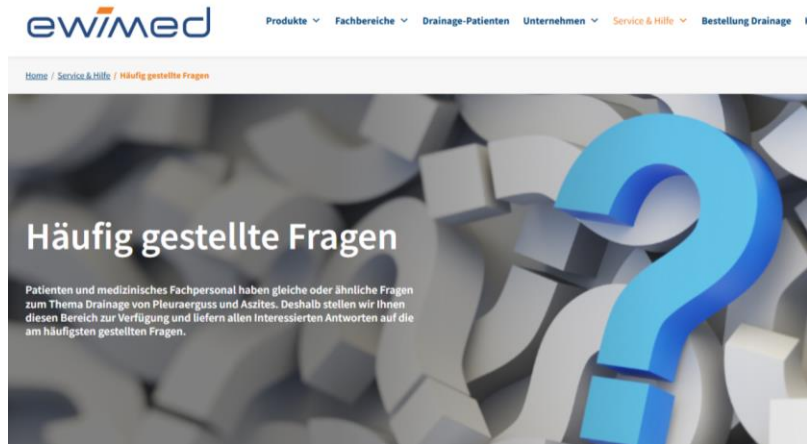 ewimed
Produkte Fachbereiche Drainage-Patienten Unternehmen Service & Hilfe Bestellung Drainage
Home / Service & Hilfe / Häufig gestellte Fragen
Häufig gestellte Fragen
Patienten und medizinisches Fachpersonal haben gleiche oder ähnliche Fragen
zum Thema Drainage von Pleuraerguss und Aszites. Deshalb stellen wir Ihnen
diesen Bereich zur Verfügung und liefern allen Interessierten Antworten auf die
am häufigsten gestellten Fragen.